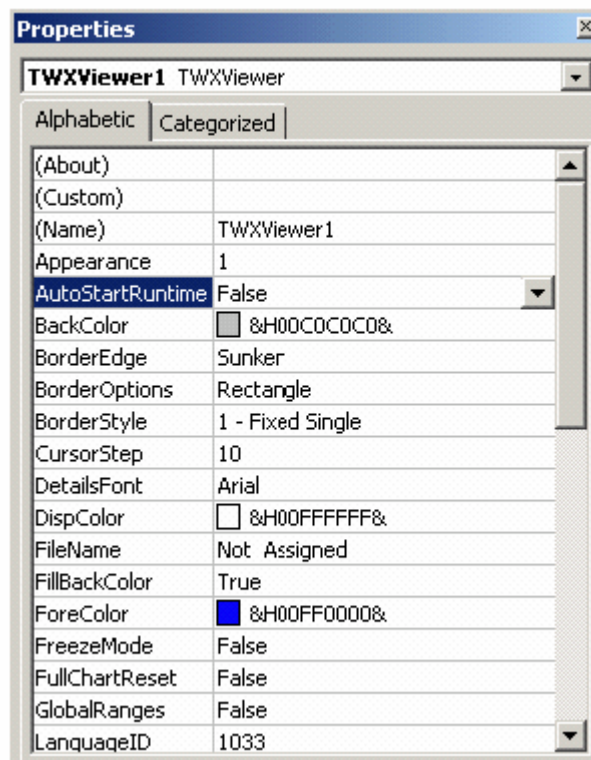 Properties
TWXViewer1 TWXViewer
Alphabetic Categorized
(About)
(Custom)
(Name) TWXViewer1
Appearance 1
AutoStartRuntime False
BackColor &H00C0C0C0&
BorderEdge Sunker
BorderOptions Rectangle
BorderStyle 1 - Fixed Single
CursorStep 10
DetailsFont Arial
DispColor &H00FFFFFF&
FileName Not Assigned
FillBackColor True
ForeColor &H00FF0000&
FreezeMode False
FullChartReset False
GlobalRanges False
LanguageID 1033